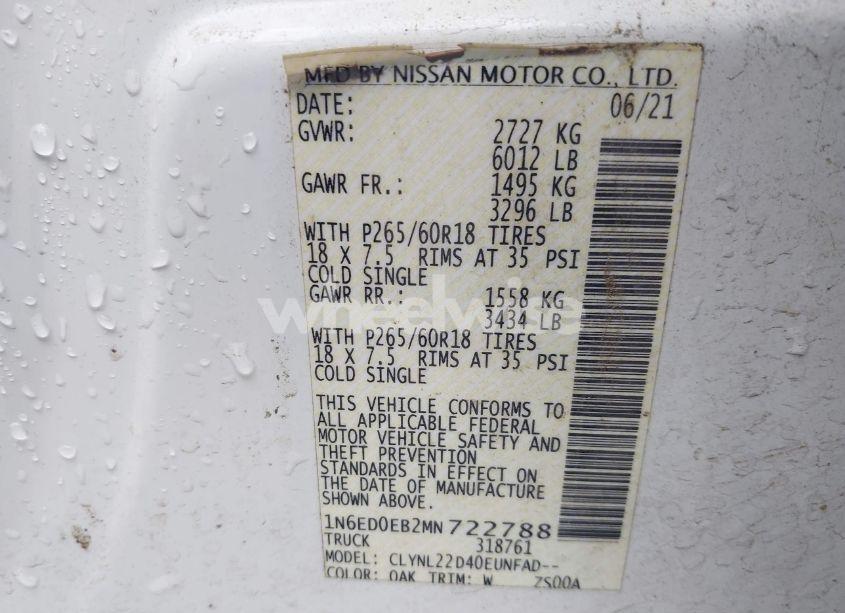 MFD BY NISSAN MOTOR CO., LTD.
DATE: 06/21
GVWR: 2727 KG
6012 LB
GAWR FR.: 1495 KG
3296 LB
WITH P265/60R18 TIRES
18 X 7.5 RIMS AT 35 PSI
COLD SINGLE
GAWR RR.: 1558 KG
3434 LB
WITH P265/60R18 TIRES
18 X 7.5 RIMS AT 35 PSI
COLD SINGLE
THIS VEHICLE CONFORMS TO
ALL APPLICABLE FEDERAL
MOTOR VEHICLE SAFETY AND
THEFT PREVENTION
STANDARDS IN EFFECT ON
THE DATE OF MANUFACTURE
SHOWN ABOVE.
1N6ED0EB2MN722788
TRUCK 318761
MODEL: CLYNL22D40EUNFAD--
COLOR: QAK TRIM: W ZS00A
wheelwise